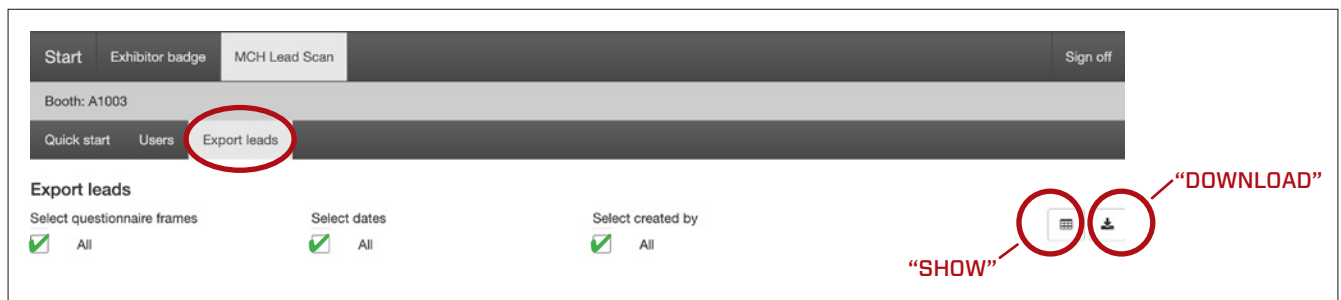 Start Exhibitor badge MCH Lead Scan Sign off
Booth: A1003
Quick start Users Export leads
Export leads
"DOWNLOAD"
Select questionnaire frames Select dates Select created by
All All All
"SHOW"